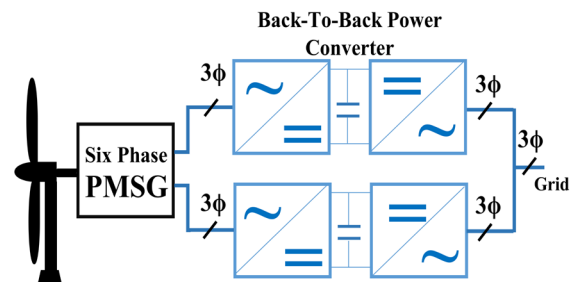 Back-To-Back Power
Converter
3ϕ
3ϕ
3ϕ
Six Phase
PMSG
Grid
3ϕ
3ϕ